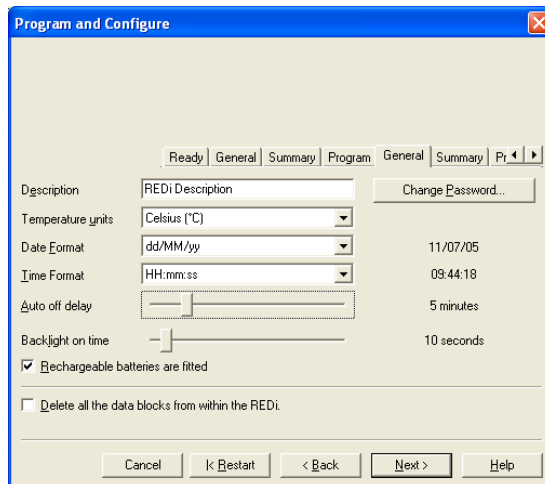 Program and Configure
Ready General Summary Program General Summary Pr
Description REDi Description Change Password...
Temperature units Celsius (°C)
Date Format dd/MM/yy 11/07/05
Time Format HH:mm:ss 09:44:18
Auto off delay 5 minutes
Backlight on time 10 seconds
Rechargeable batteries are fitted
Delete all the data blocks from within the REDi.
Cancel |< Restart < Back Next > Help